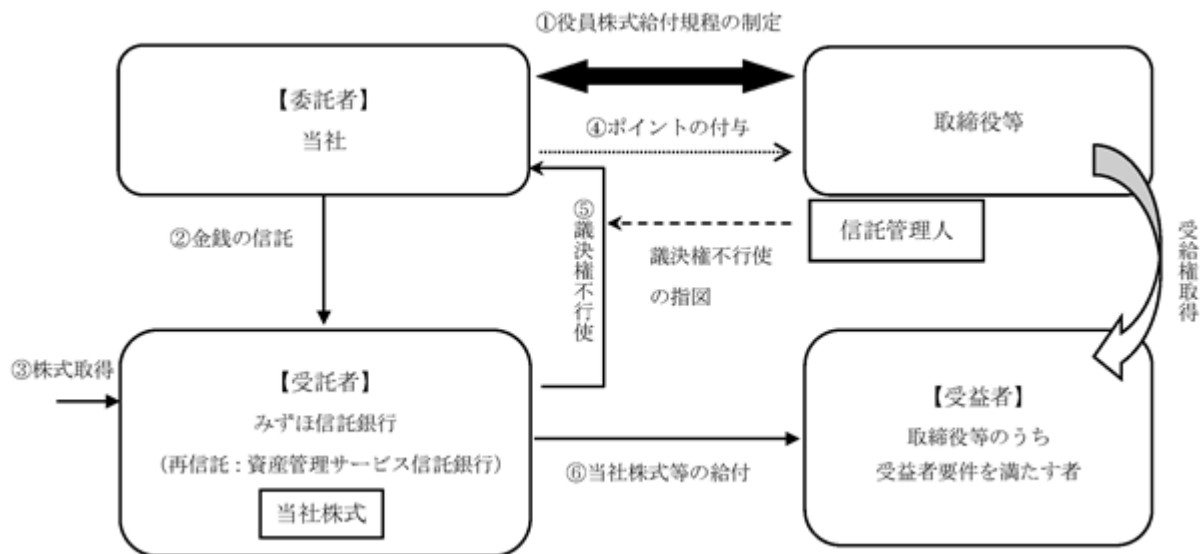 ①役員株式給付規程の制定
【委託者】
当社
④ポイントの付与
取締役等
②金銭の信託
⑤議決権不行使
議決権不行使
の指図
信託管理人
受給権取得
③株式取得
【受託者】
みずほ信託銀行
(再信託:資産管理サービス信託銀行)
当社株式
⑥当社株式等の給付
【受益者】
取締役等のうち
受益者要件を満たす者